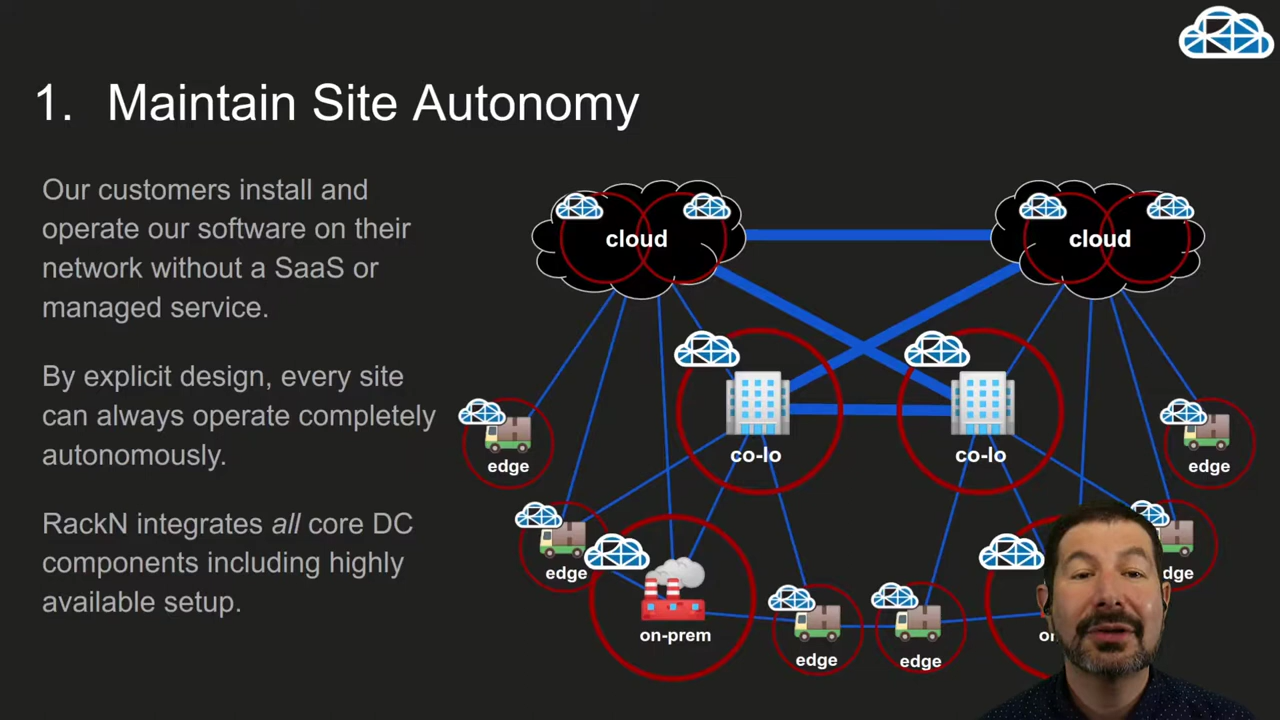 1. Maintain Site Autonomy
Our customers install and
operate our software on their
network without a SaaS or
managed service.
By explicit design, every site
can always operate completely
autonomously.
RackN integrates all core DC
components including highly
available setup.
cloud
cloud
co-lo
co-lo
edge
edge
edge
on-prem
edge
edge